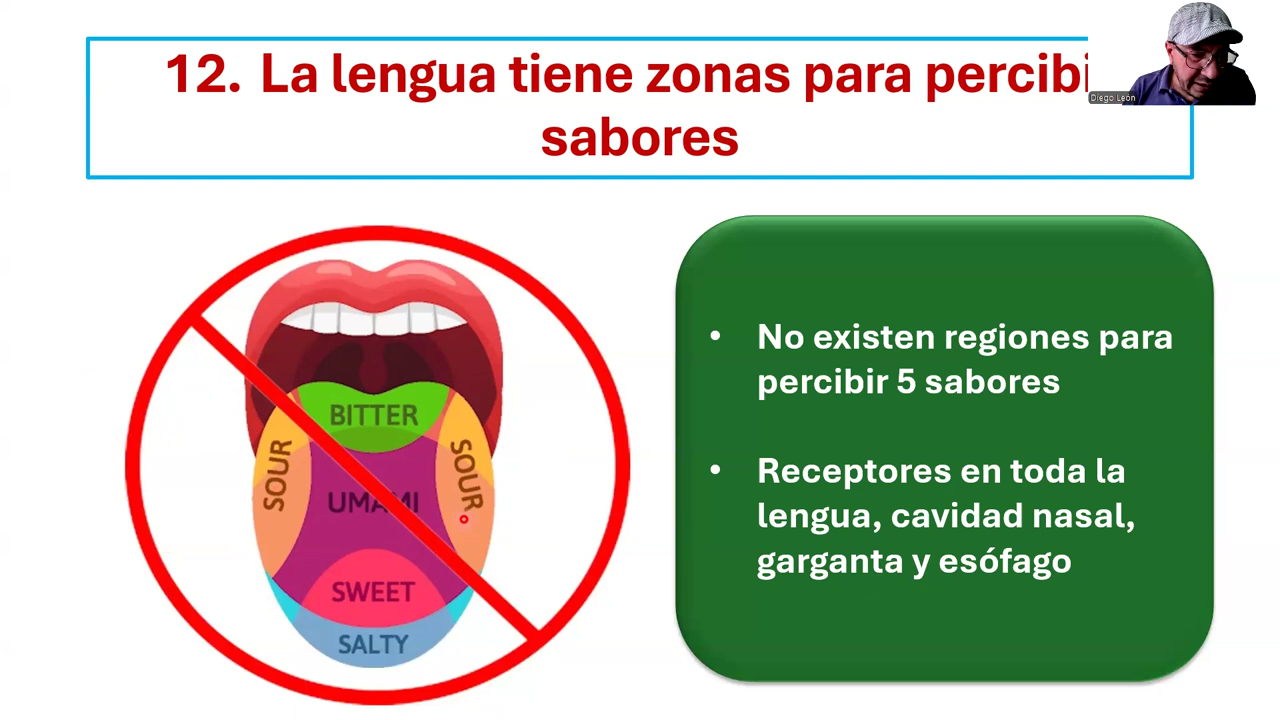 12. La lengua tiene zonas para percibi
sabores
Diego León
BITTER
SOUR
SOUR
UMAMI
SWEET
SALTY
• No existen regiones para
percibir 5 sabores
• Receptores en toda la
lengua, cavidad nasal,
garganta y esófago